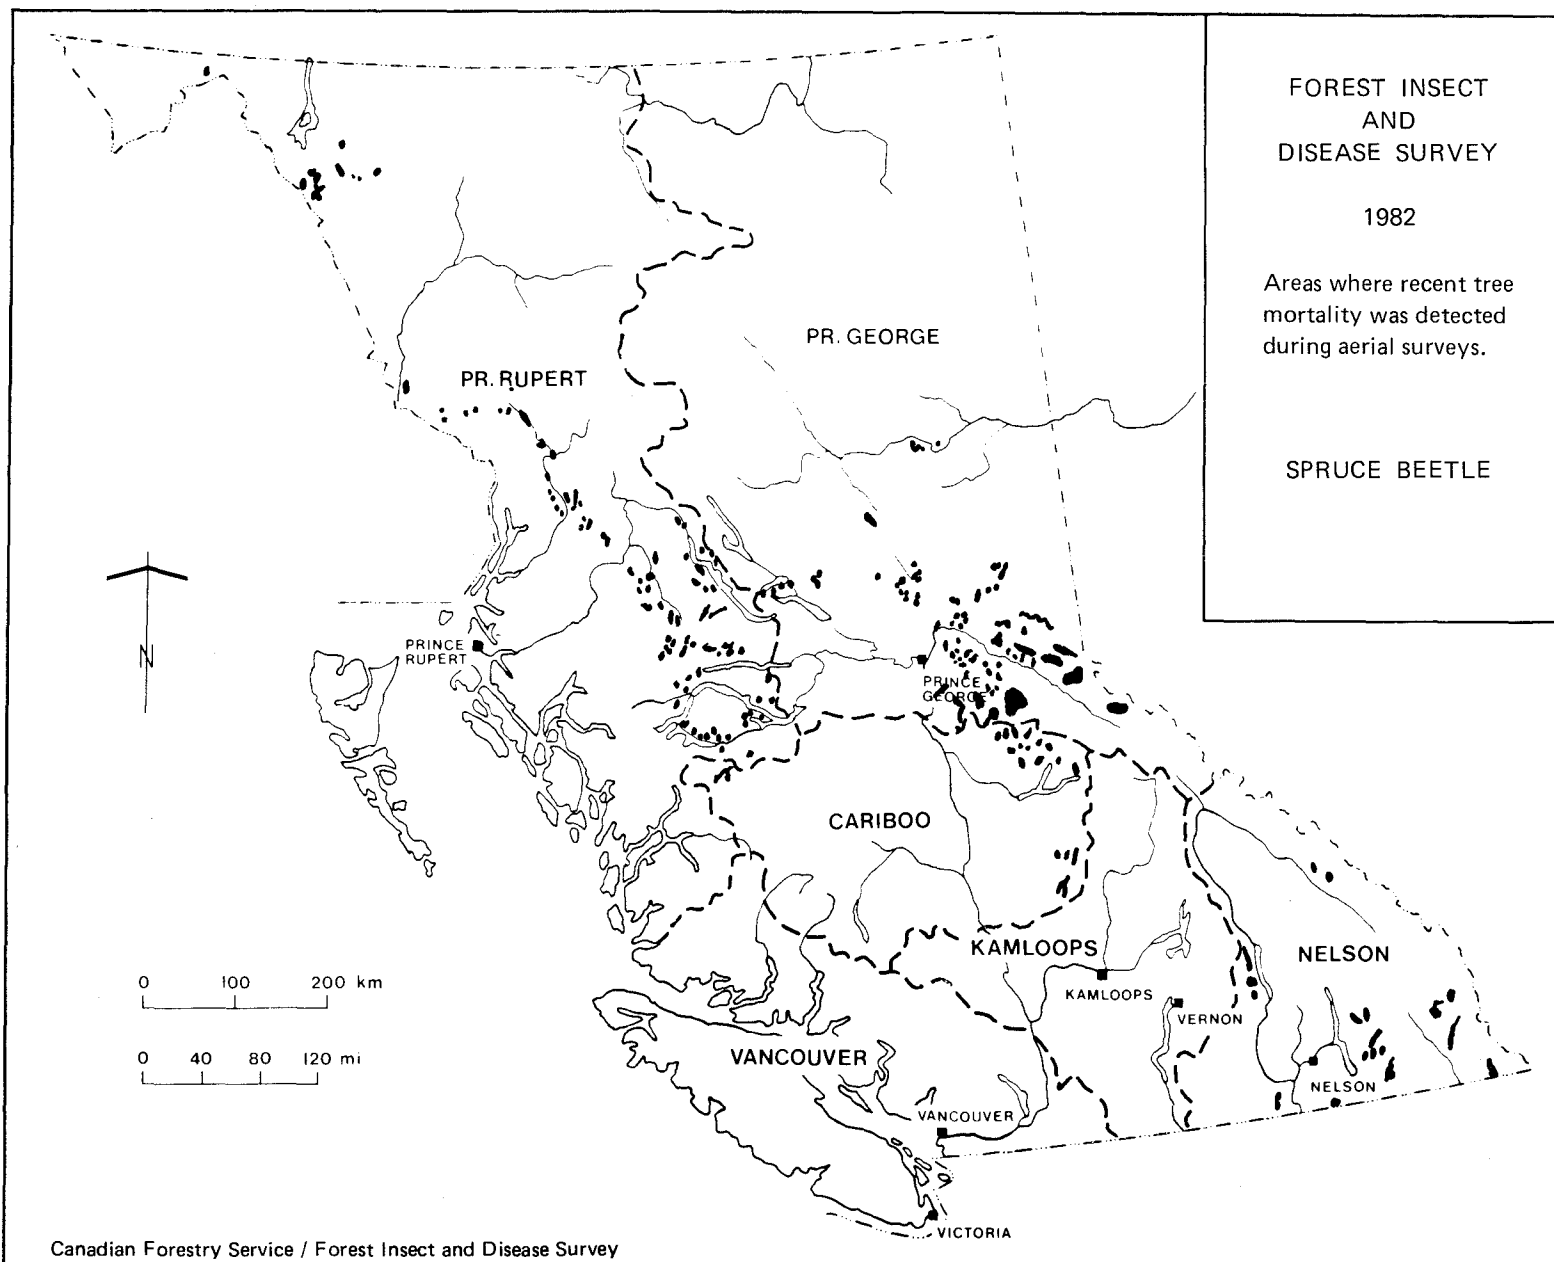 FOREST INSECT
AND
DISEASE SURVEY
1982
Areas where recent tree
mortality was detected
during aerial surveys.
SPRUCE BEETLE
PR. GEORGE
PR. RUPERT
N
PRINCE
RUPERT
PRINCE
GEORGE
CARIBOO
KAMLOOPS
NELSON
0 100 200 km
KAMLOOPS
VERNON
0 40 80 120 mi
VANCOUVER
NELSON
VANCOUVER
VICTORIA
Canadian Forestry Service / Forest Insect and Disease Survey